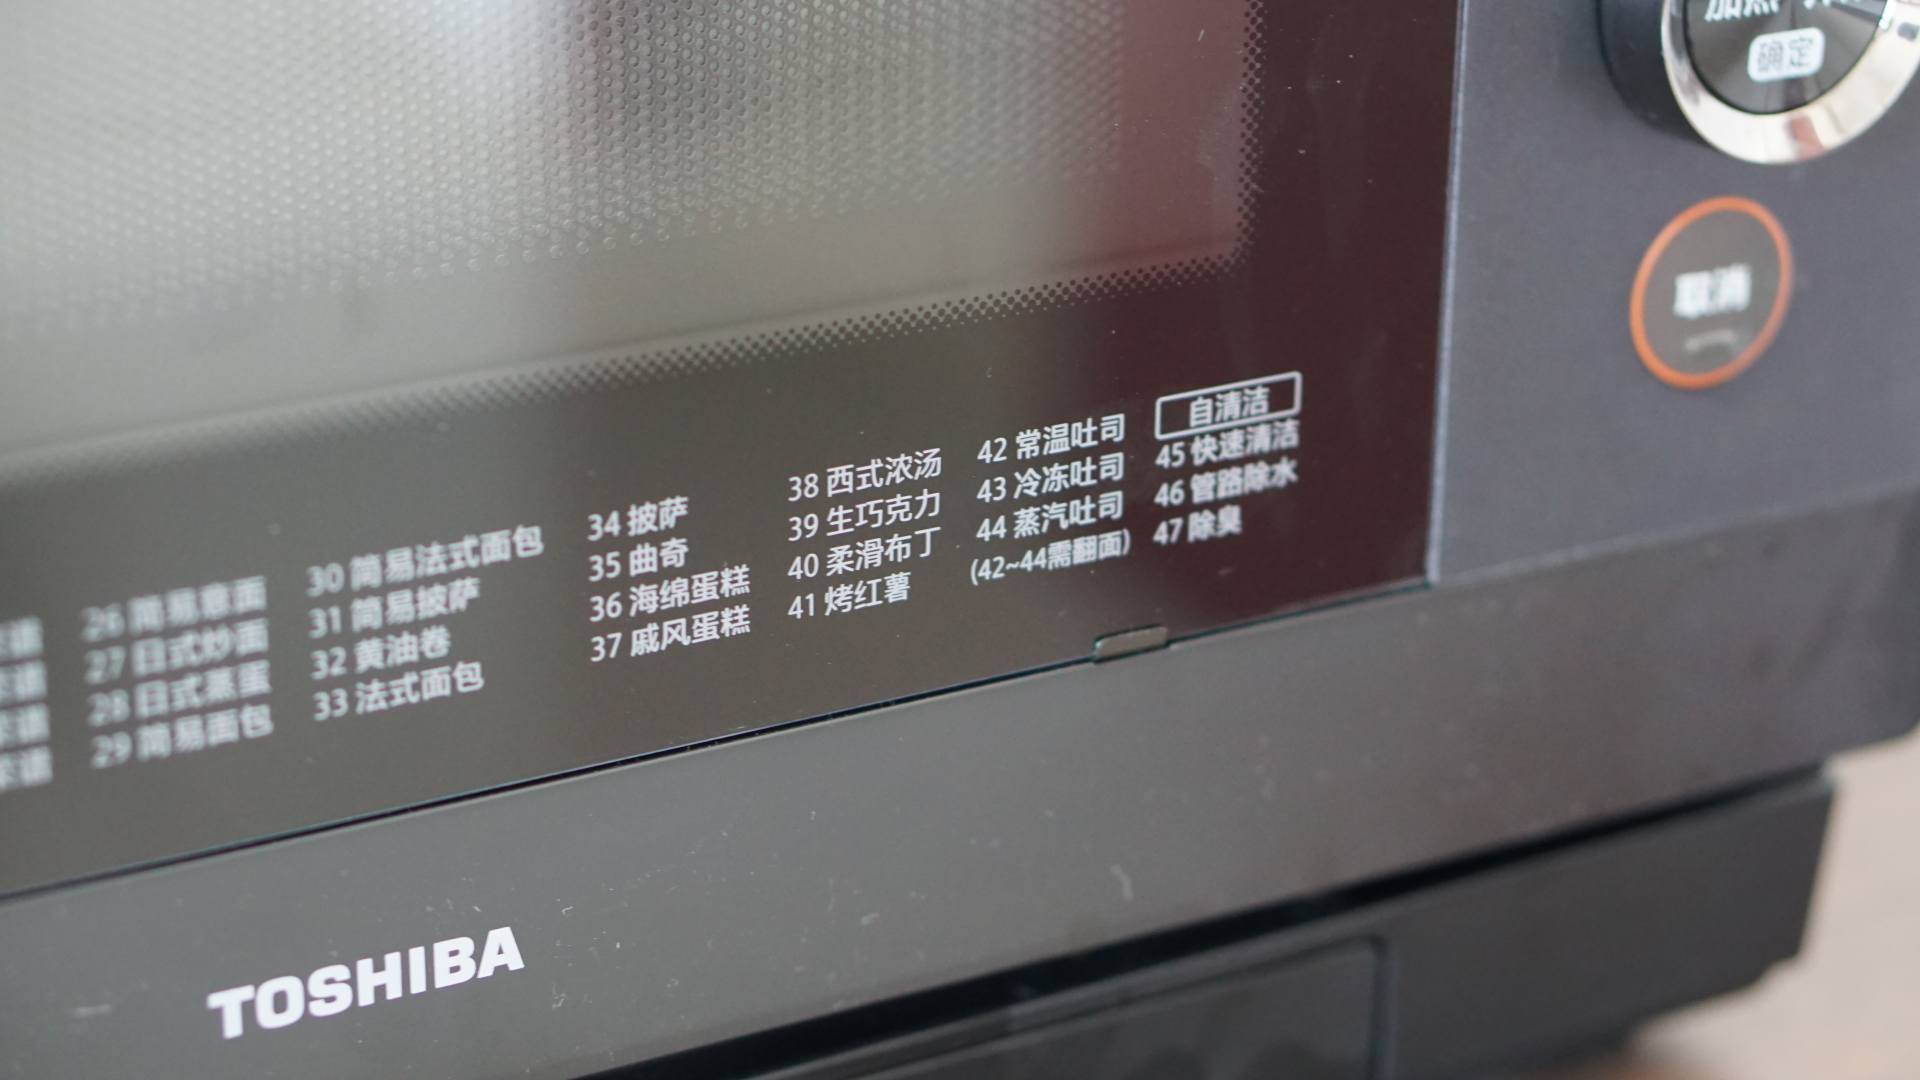 确定
取消
26 简易意面
27 日式炒面
28 日式蒸蛋
29 简易面包
30 简易法式面包
31 简易披萨
32 黄油卷
33 法式面包
34 披萨
35 曲奇
36 海绵蛋糕
37 戚风蛋糕
38 西式浓汤
39 生巧克力
40 柔滑布丁
41 烤红薯
42 常温吐司
43 冷冻吐司
44 蒸汽吐司
(42~44需翻面)
自清洁
45 快速清洁
46 管路除水
47 除臭
TOSHIBA